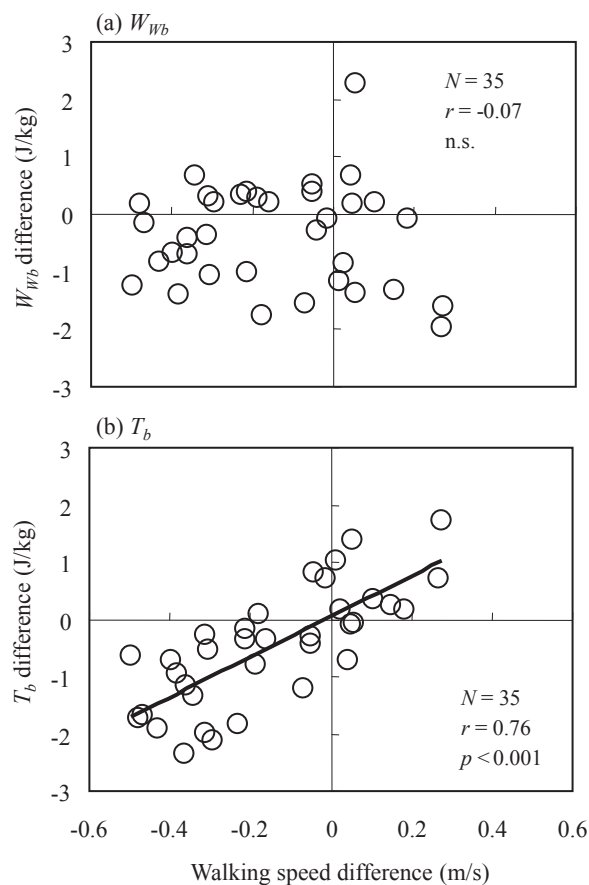 (a) W_Wb
3
2
1
0
-1
-2
-3
W_Wb difference (J/kg)
N = 35
r = -0.07
n.s.
(b) T_b
3
2
1
0
-1
-2
-3
T_b difference (J/kg)
N = 35
r = 0.76
p < 0.001
-0.6 -0.4 -0.2 0 0.2 0.4 0.6
Walking speed difference (m/s)